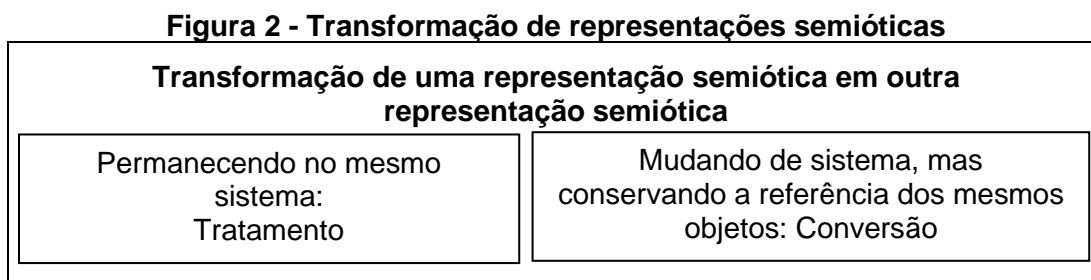 Figura 2 - Transformação de representações semióticas
Transformação de uma representação semiótica em outra
representação semiótica
Permanecendo no mesmo
sistema:
Tratamento
Mudando de sistema, mas
conservando a referência dos mesmos
objetos: Conversão